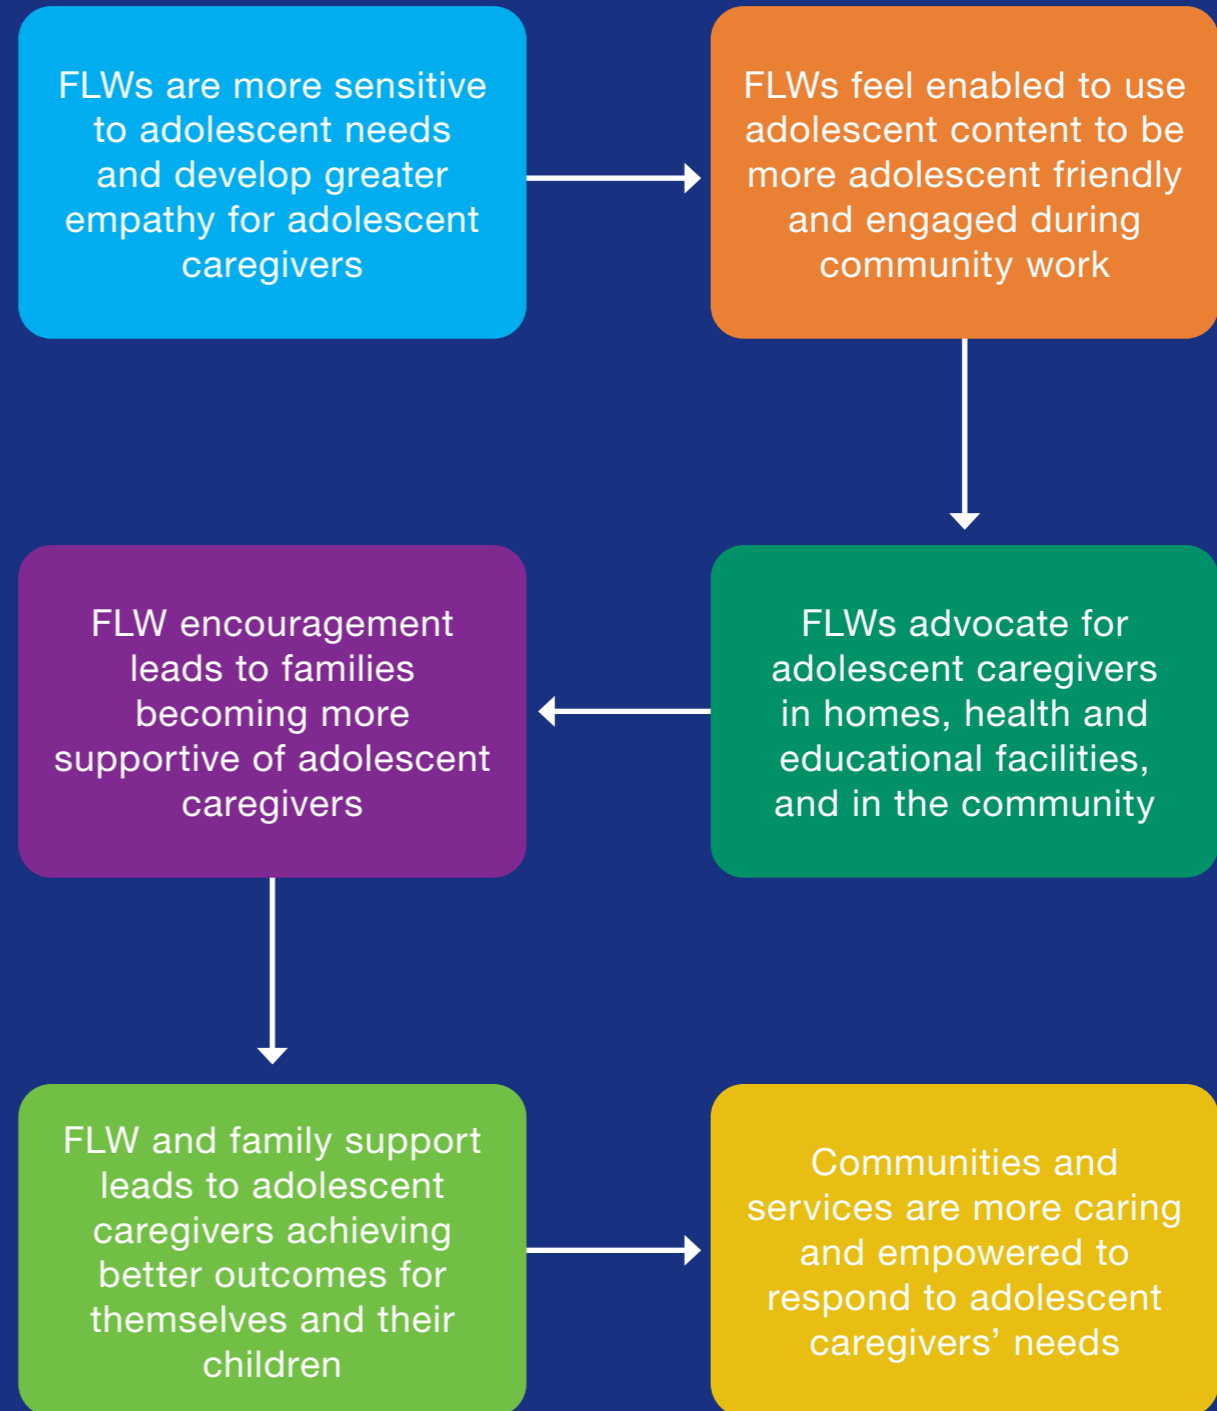 FLWs are more sensitive
to adolescent needs
and develop greater
empathy for adolescent
caregivers
FLWs feel enabled to use
adolescent content to be
more adolescent friendly
and engaged during
community work
FLWs advocate for
adolescent caregivers
in homes, health and
educational facilities,
and in the community
FLW encouragement
leads to families
becoming more
supportive of adolescent
caregivers
FLW and family support
leads to adolescent
caregivers achieving
better outcomes for
themselves and their
children
Communities and
services are more caring
and empowered to
respond to adolescent
caregivers’ needs